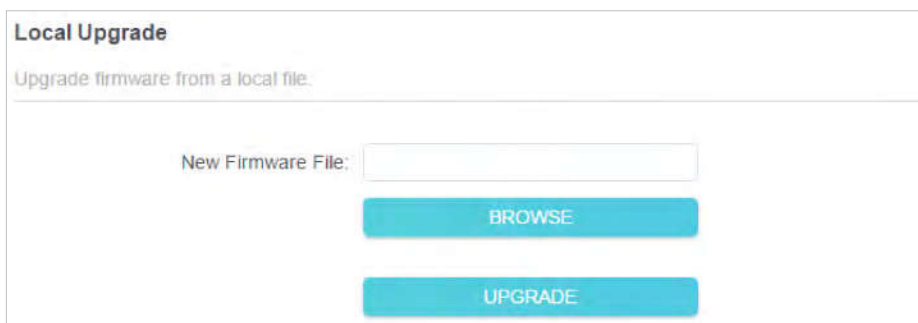 Local Upgrade
Upgrade firmware from a local file.
New Firmware File:
BROWSE
UPGRADE